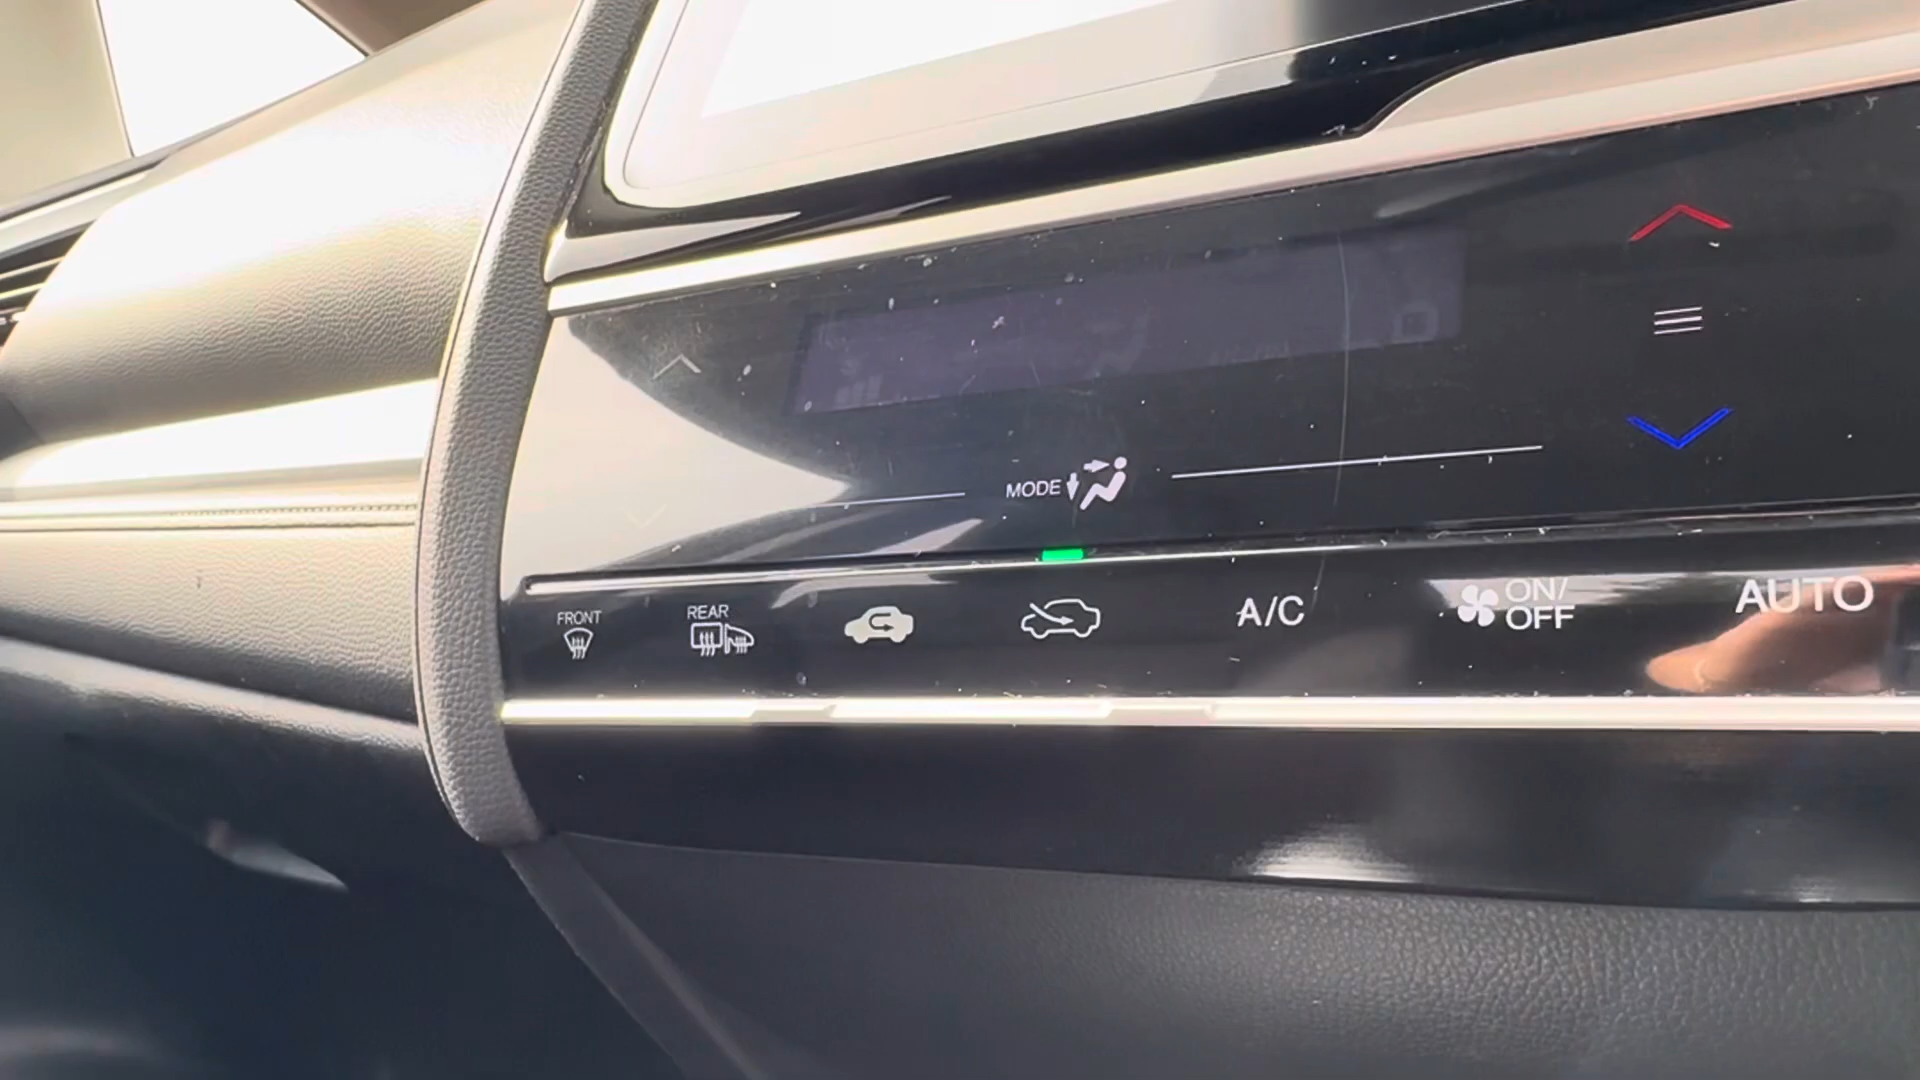 MODE
FRONT
REAR
A/C
ON/
OFF
AUTO